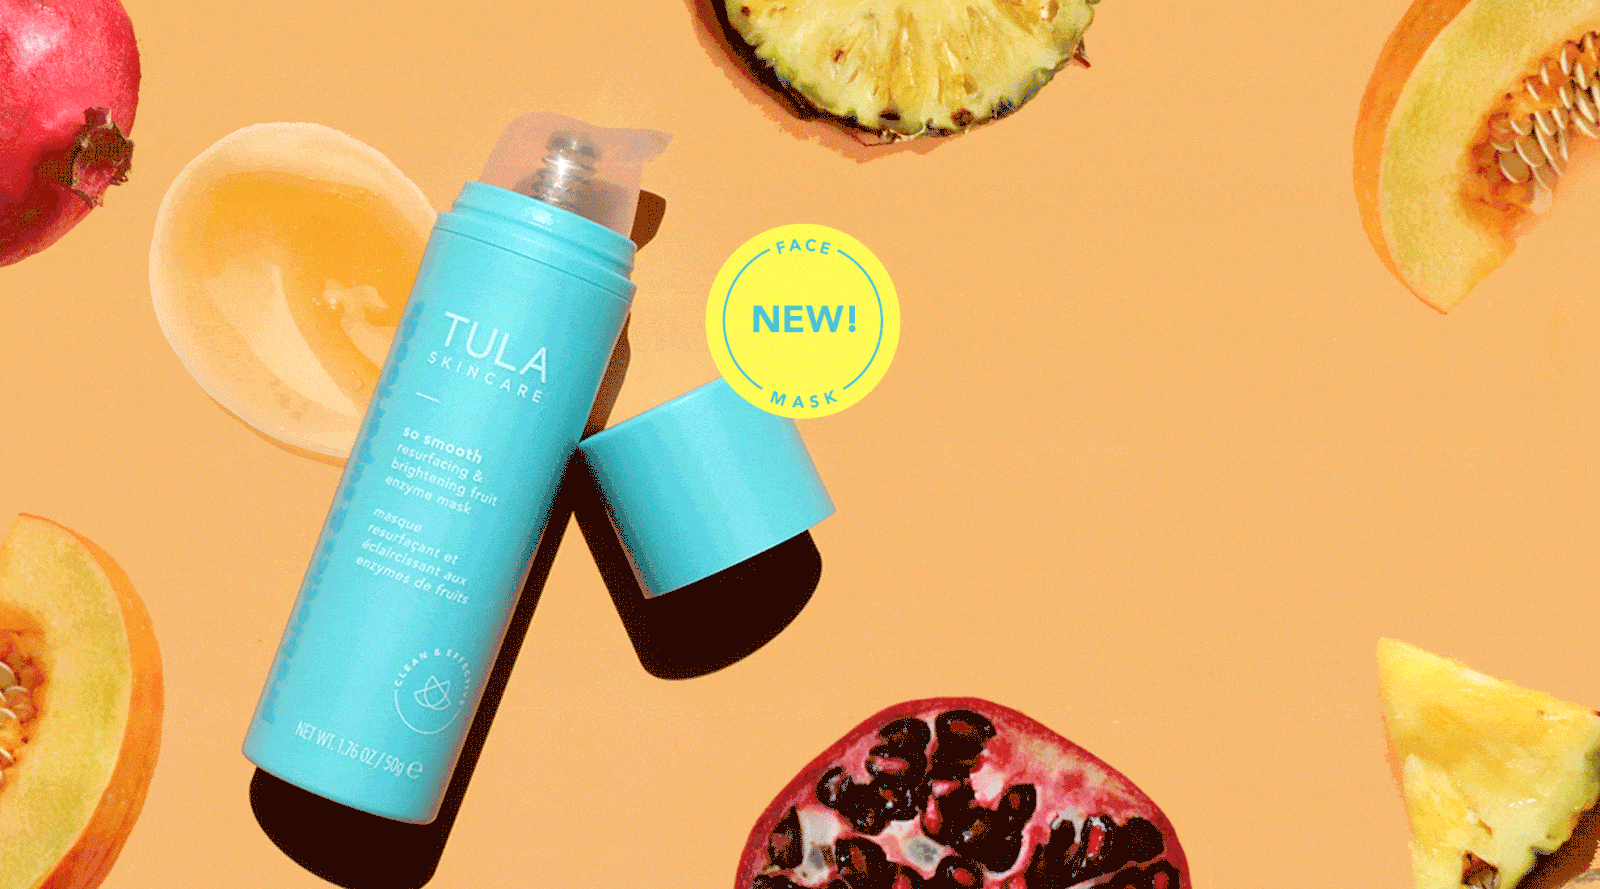 TULA
SKINCARE
so smooth
resurfacing &
brightening fruit
enzyme mask
masque
resurfaçant et
éclaircissant aux
enzymes de fruits
CLEAN & EFFECTIVE
NET WT. 1.76 OZ / 50g ℮
FACE
NEW!
MASK